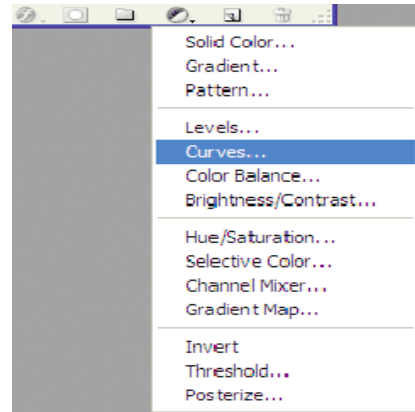 Solid Color...
Gradient...
Pattern...
Levels...
Curves...
Color Balance...
Brightness/Contrast...
Hue/Saturation...
Selective Color...
Channel Mixer...
Gradient Map...
Invert
Threshold...
Posterize...